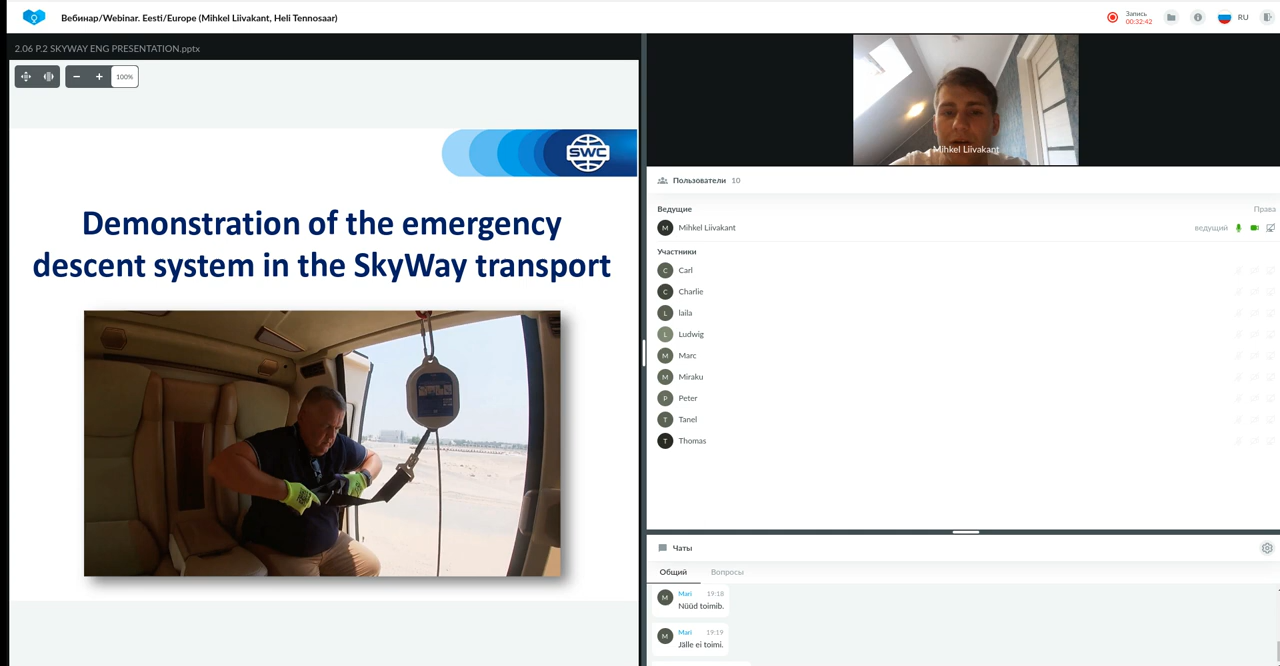 Вебинар/Webinar. Eesti/Europe (Mihkel Liivakant, Heli Tennosaar)
Запись
00:32:42
RU
2.06 P.2 SKYWAY ENG PRESENTATION.pptx
100%
SWC
Demonstration of the emergency
descent system in the SkyWay transport
Mihkel Liivakant
Пользователи 10
Ведущие
Права
M Mihkel Liivakant
ведущий
Участники
C Carl
C Charlie
L laila
L Ludwig
M Marc
M Miraku
P Peter
T Tanel
T Thomas
Чаты
Общий
Вопросы
M Mari 19:18
Nüüd toimib.
M Mari 19:19
Jälle ei toimi.